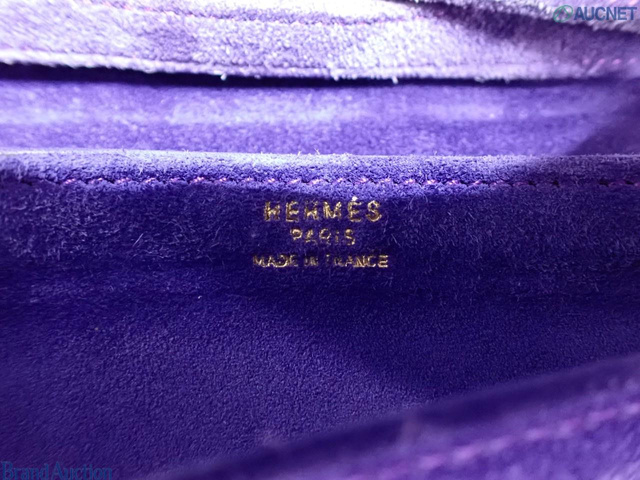 AUCNET
HERMÈS
PARIS
MADE IN FRANCE
Brand Auction